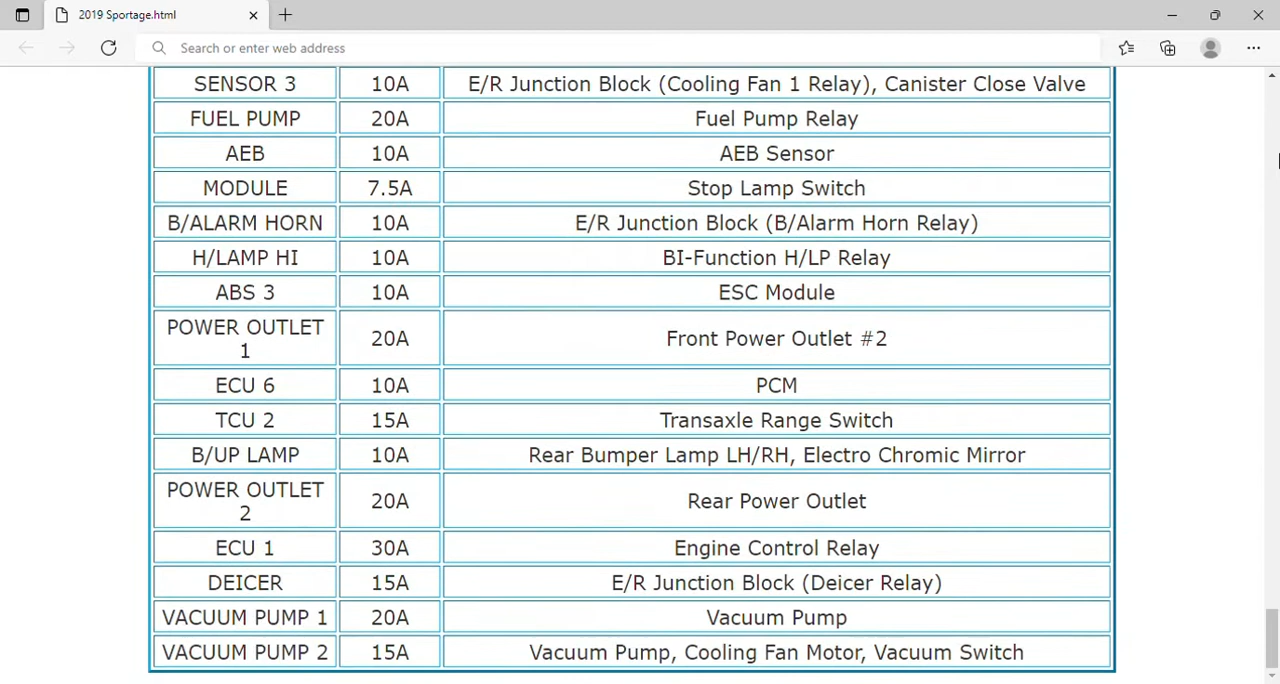 2019 Sportage.html
Search or enter web address
SENSOR 3 10A E/R Junction Block (Cooling Fan 1 Relay), Canister Close Valve
FUEL PUMP 20A Fuel Pump Relay
AEB 10A AEB Sensor
MODULE 7.5A Stop Lamp Switch
B/ALARM HORN 10A E/R Junction Block (B/Alarm Horn Relay)
H/LAMP HI 10A BI-Function H/LP Relay
ABS 3 10A ESC Module
POWER OUTLET
1 20A Front Power Outlet #2
ECU 6 10A PCM
TCU 2 15A Transaxle Range Switch
B/UP LAMP 10A Rear Bumper Lamp LH/RH, Electro Chromic Mirror
POWER OUTLET
2 20A Rear Power Outlet
ECU 1 30A Engine Control Relay
DEICER 15A E/R Junction Block (Deicer Relay)
VACUUM PUMP 1 20A Vacuum Pump
VACUUM PUMP 2 15A Vacuum Pump, Cooling Fan Motor, Vacuum Switch